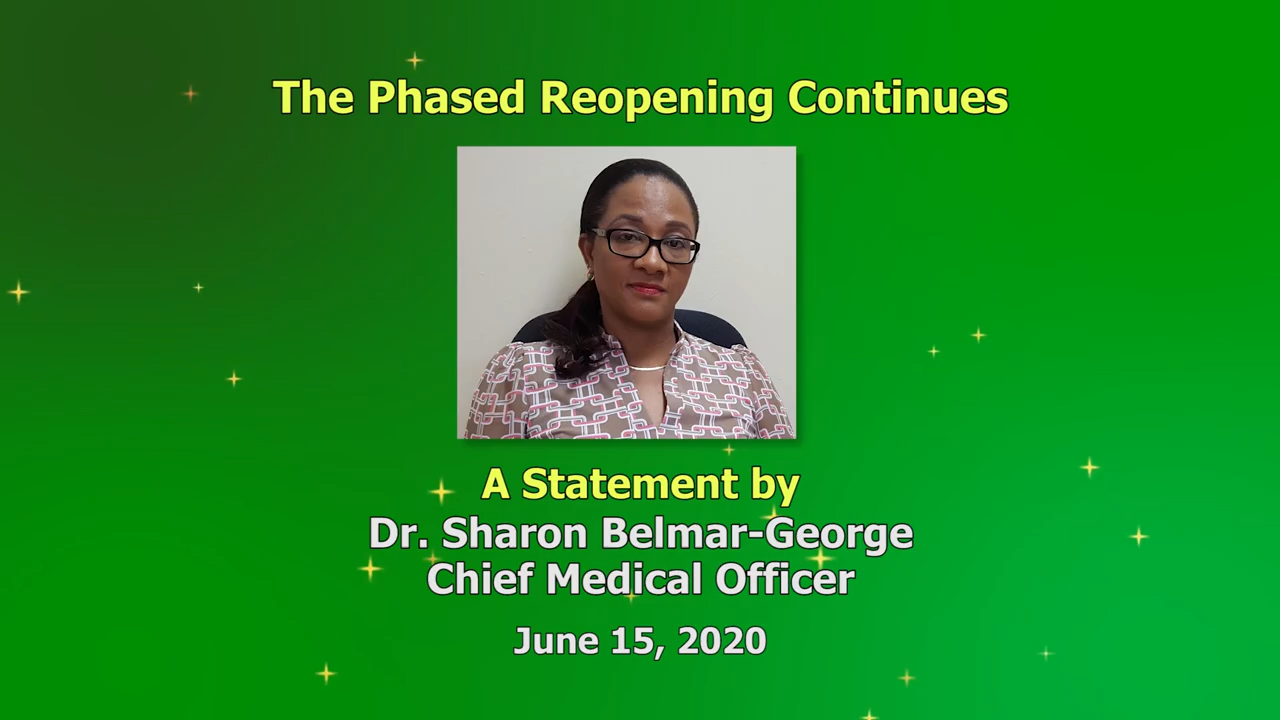 The Phased Reopening Continues
A Statement by
Dr. Sharon Belmar-George
Chief Medical Officer
June 15, 2020